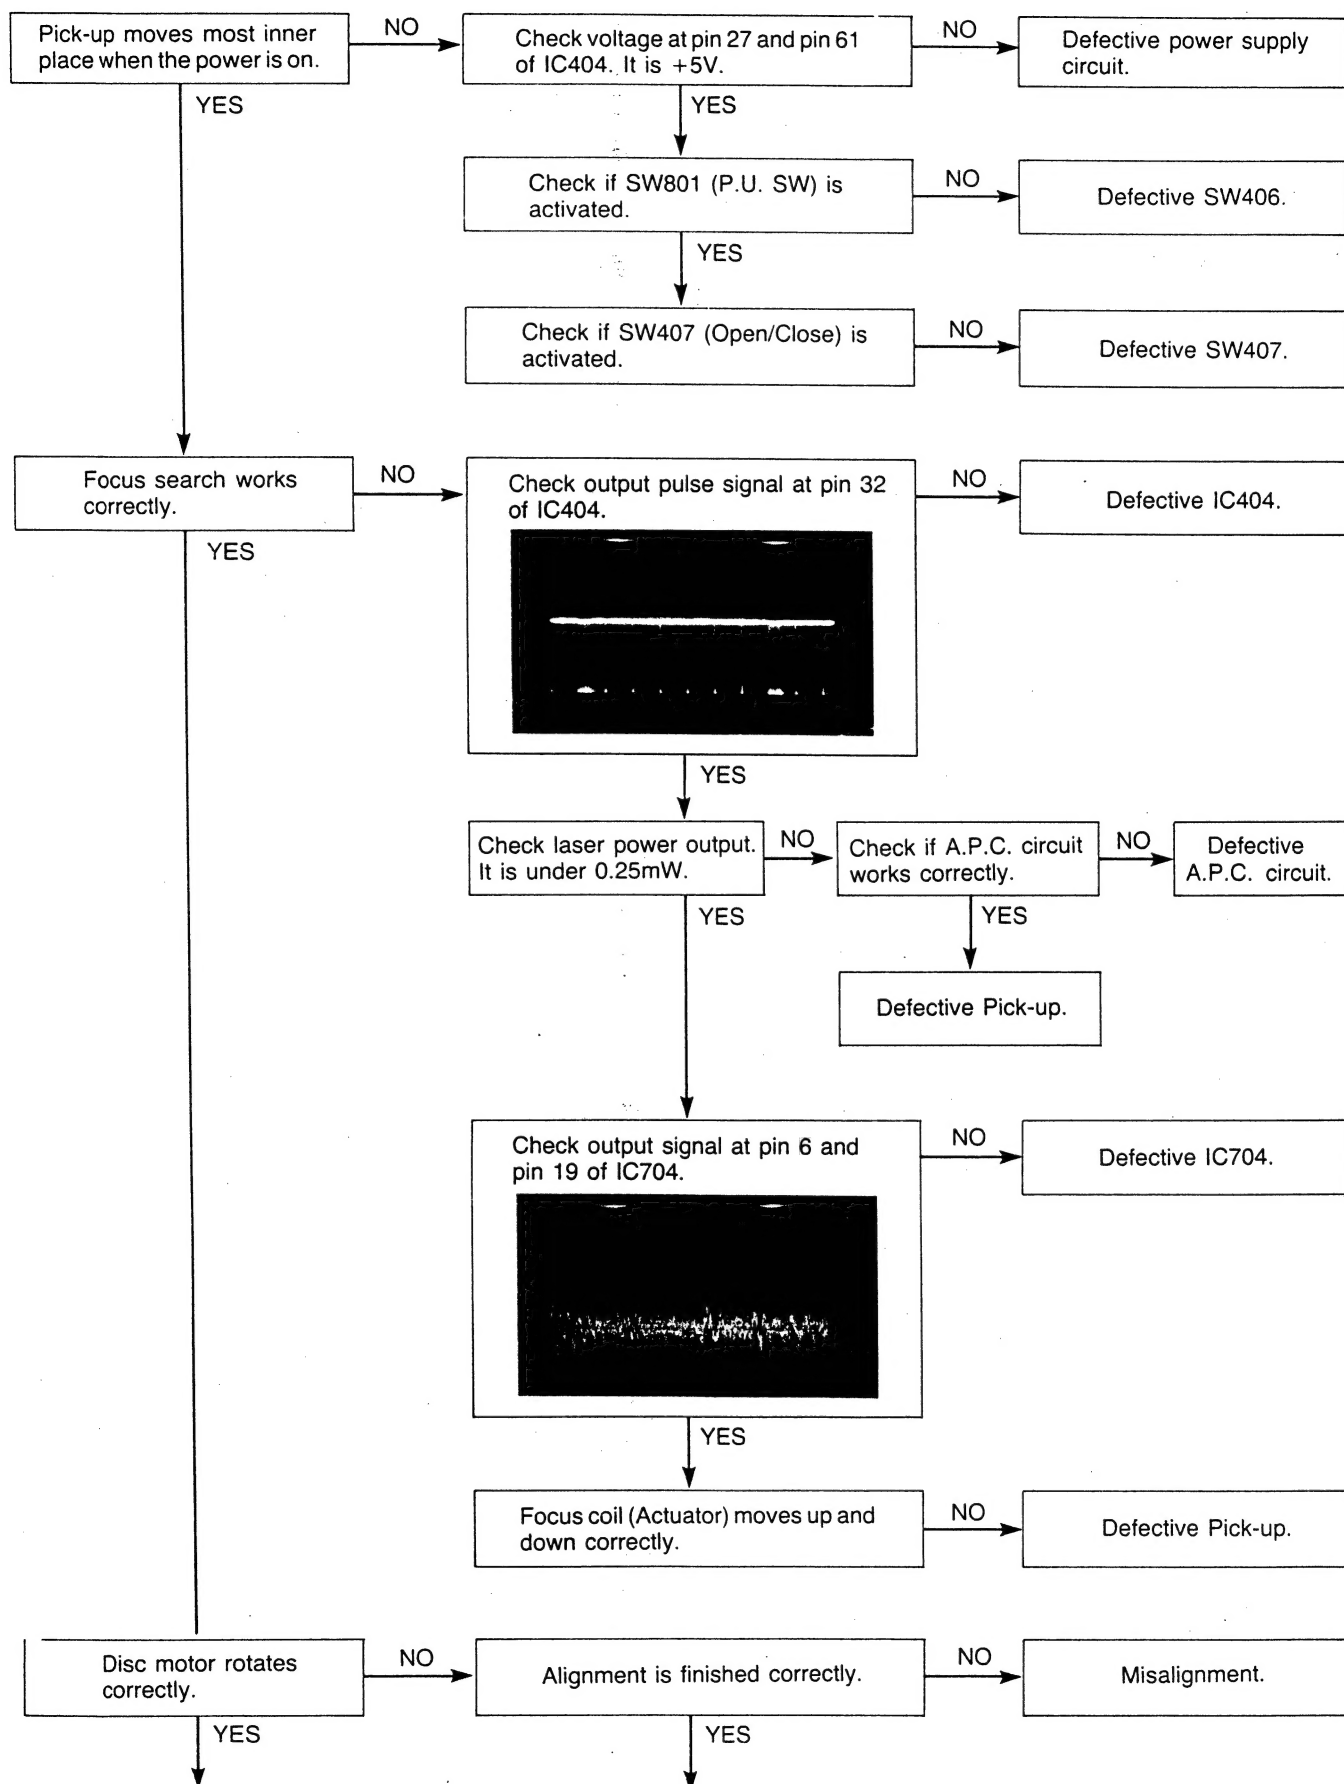 Pick-up moves most inner
place when the power is on.
NO
Check voltage at pin 27 and pin 61
of IC404. It is +5V.
NO
Defective power supply
circuit.
YES
YES
Check if SW801 (P.U. SW) is
activated.
NO
Defective SW406.
YES
Check if SW407 (Open/Close) is
activated.
NO
Defective SW407.
Focus search works
correctly.
NO
Check output pulse signal at pin 32
of IC404.
NO
Defective IC404.
YES
YES
Check laser power output.
It is under 0.25mW.
NO
Check if A.P.C. circuit
works correctly.
NO
Defective
A.P.C. circuit.
YES
YES
Defective Pick-up.
Check output signal at pin 6 and
pin 19 of IC704.
NO
Defective IC704.
YES
Focus coil (Actuator) moves up and
down correctly.
NO
Defective Pick-up.
Disc motor rotates
correctly.
NO
Alignment is finished correctly.
NO
Misalignment.
YES
YES